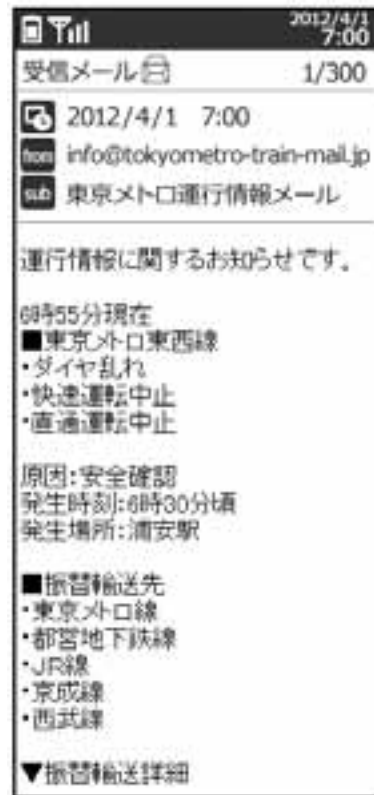 2012/4/1
7:00
受信メール 1/300
2012/4/1 7:00
from info@tokyometro-train-mail.jp
sub 東京メトロ運行情報メール
運行情報に関するお知らせです。
6時55分現在
■東京メトロ東西線
・ダイヤ乱れ
・快速運転中止
・直通運転中止
原因:安全確認
発生時刻:6時30分頃
発生場所:浦安駅
■振替輸送先
・東京メトロ線
・都営地下鉄線
・JR線
・京成線
・西武線
▼振替輸送詳細